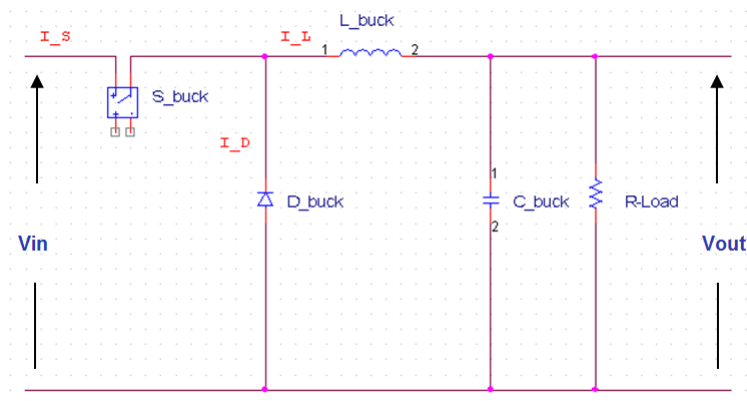 L_buck
I_S
I_L
1
2
S_buck
I_D
1
D_buck
C_buck
R-Load
2
Vin
Vout